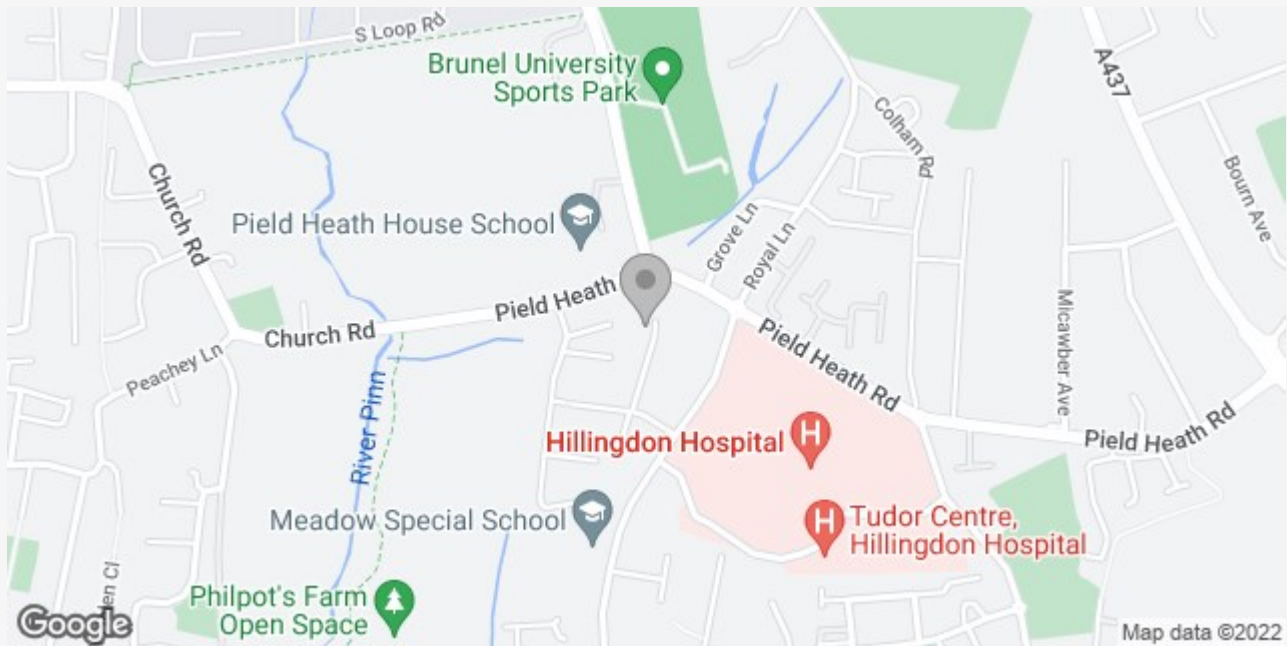 S Loop Rd
Brunel University
Sports Park
A437
Colham Rd
Church Rd
Bourn Ave
Pield Heath House School
Grove Ln
Royal Ln
Pield Heath
Church Rd
Pield Heath Rd
Micawber Ave
Peachey Ln
River Pinn
Hillingdon Hospital
H
Pield Heath Rd
Meadow Special School
H
Tudor Centre,
Hillingdon Hospital
en Cl
Philpot's Farm
Open Space
Google
Map data ©2022